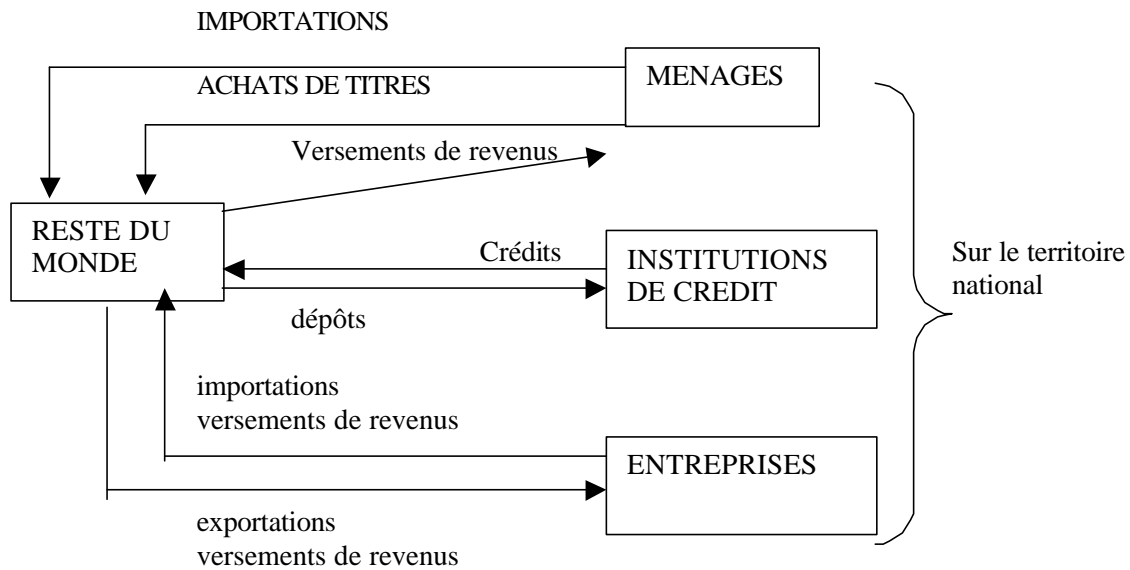 IMPORTATIONS
MENAGES
ACHATS DE TITRES
Versements de revenus
RESTE DU
MONDE
Crédits
INSTITUTIONS
DE CREDIT
Sur le territoire
national
dépôts
importations
versements de revenus
ENTREPRISES
exportations
versements de revenus